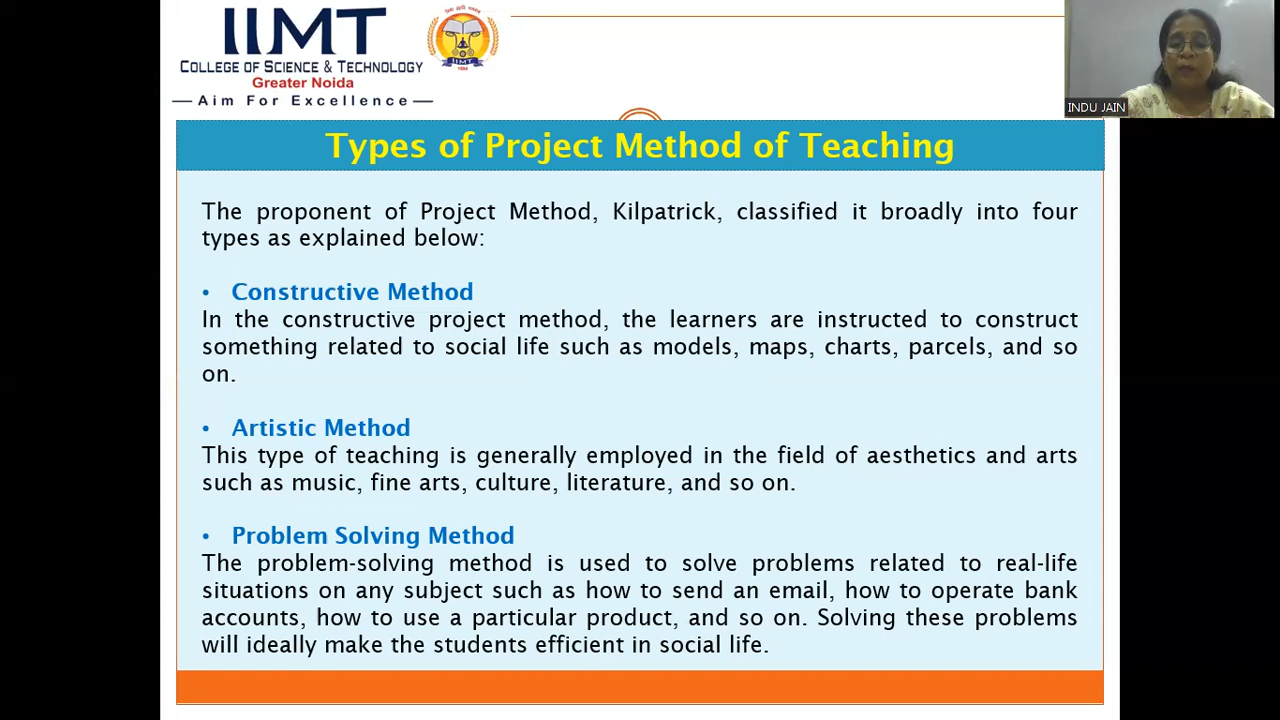 IIMT
COLLEGE OF SCIENCE & TECHNOLOGY
Greater Noida
Aim For Excellence
IIMT
INDU JAIN
Types of Project Method of Teaching
The proponent of Project Method, Kilpatrick, classified it broadly into four
types as explained below:
• Constructive Method
In the constructive project method, the learners are instructed to construct
something related to social life such as models, maps, charts, parcels, and so
on.
• Artistic Method
This type of teaching is generally employed in the field of aesthetics and arts
such as music, fine arts, culture, literature, and so on.
• Problem Solving Method
The problem-solving method is used to solve problems related to real-life
situations on any subject such as how to send an email, how to operate bank
accounts, how to use a particular product, and so on. Solving these problems
will ideally make the students efficient in social life.